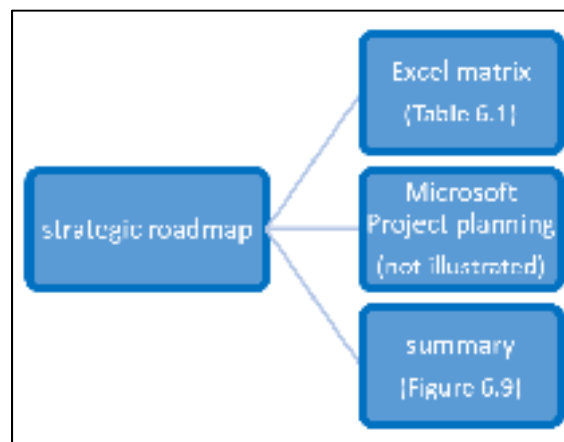 Excel matrix
(Table 6.1)
strategic roadmap
Microsoft
Project planning
(not illustrated)
summary
(Figure 6.9)